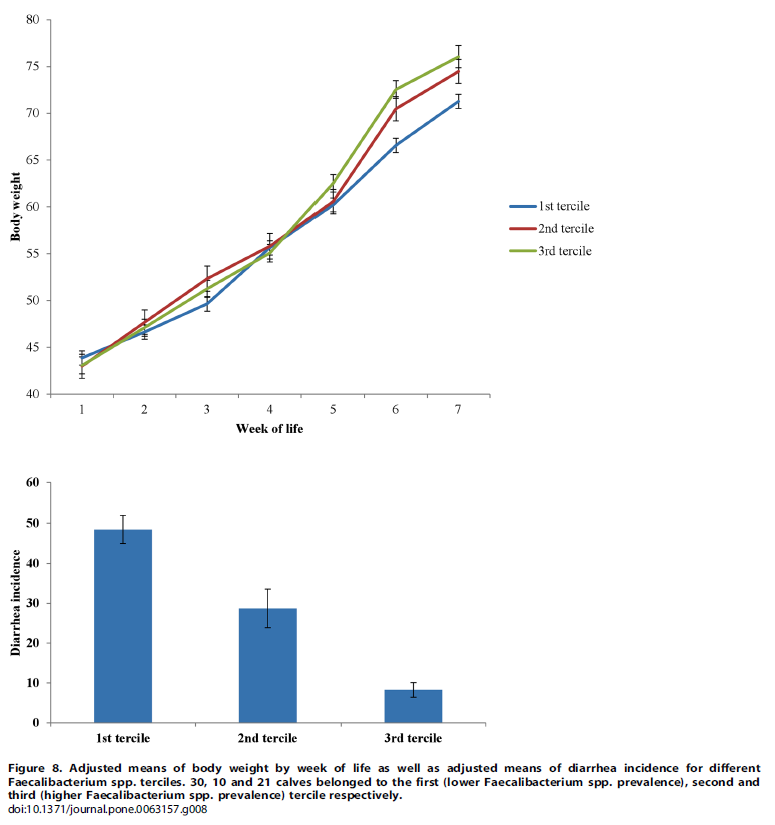 80
75
70
65
60
55
50
45
40
Body weight
1 2 3 4 5 6 7
Week of life
1st tercile
2nd tercile
3rd tercile
60
50
40
30
20
10
0
Diarrhea incidence
1st tercile 2nd tercile 3rd tercile
Figure 8. Adjusted means of body weight by week of life as well as adjusted means of diarrhea incidence for different
Faecalibacterium spp. terciles. 30, 10 and 21 calves belonged to the first (lower Faecalibacterium spp. prevalence), second and
third (higher Faecalibacterium spp. prevalence) tercile respectively.
doi:10.1371/journal.pone.0063157.g008